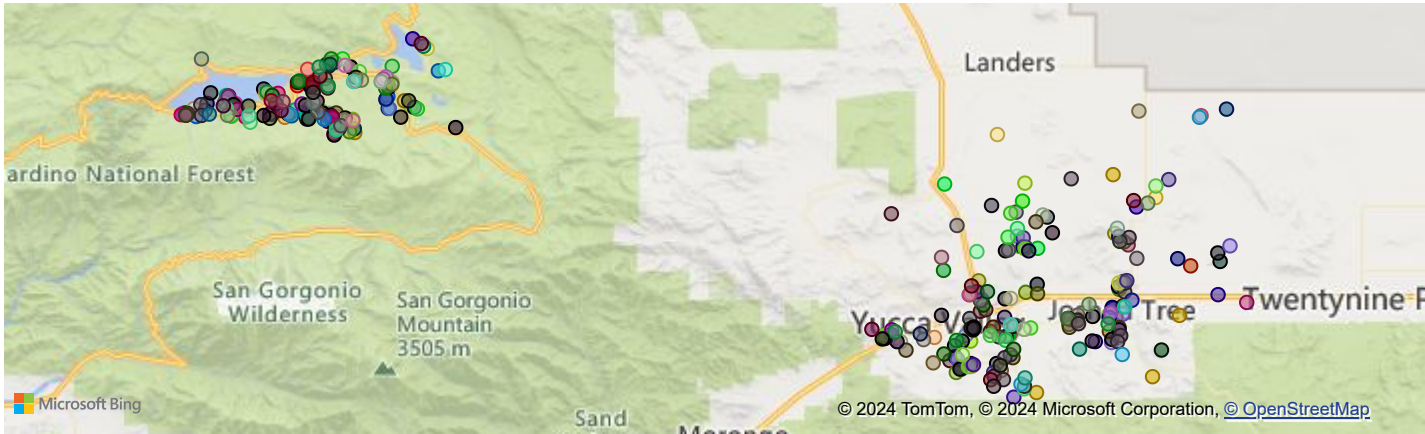 Landers
ardino National Forest
San Gorgonio
Wilderness
San Gorgonio
Mountain
3505 m
Twentynine P
Yucca Valley
Joshua Tree
Microsoft Bing
© 2024 TomTom, © 2024 Microsoft Corporation, © OpenStreetMap
Sand
Morongo